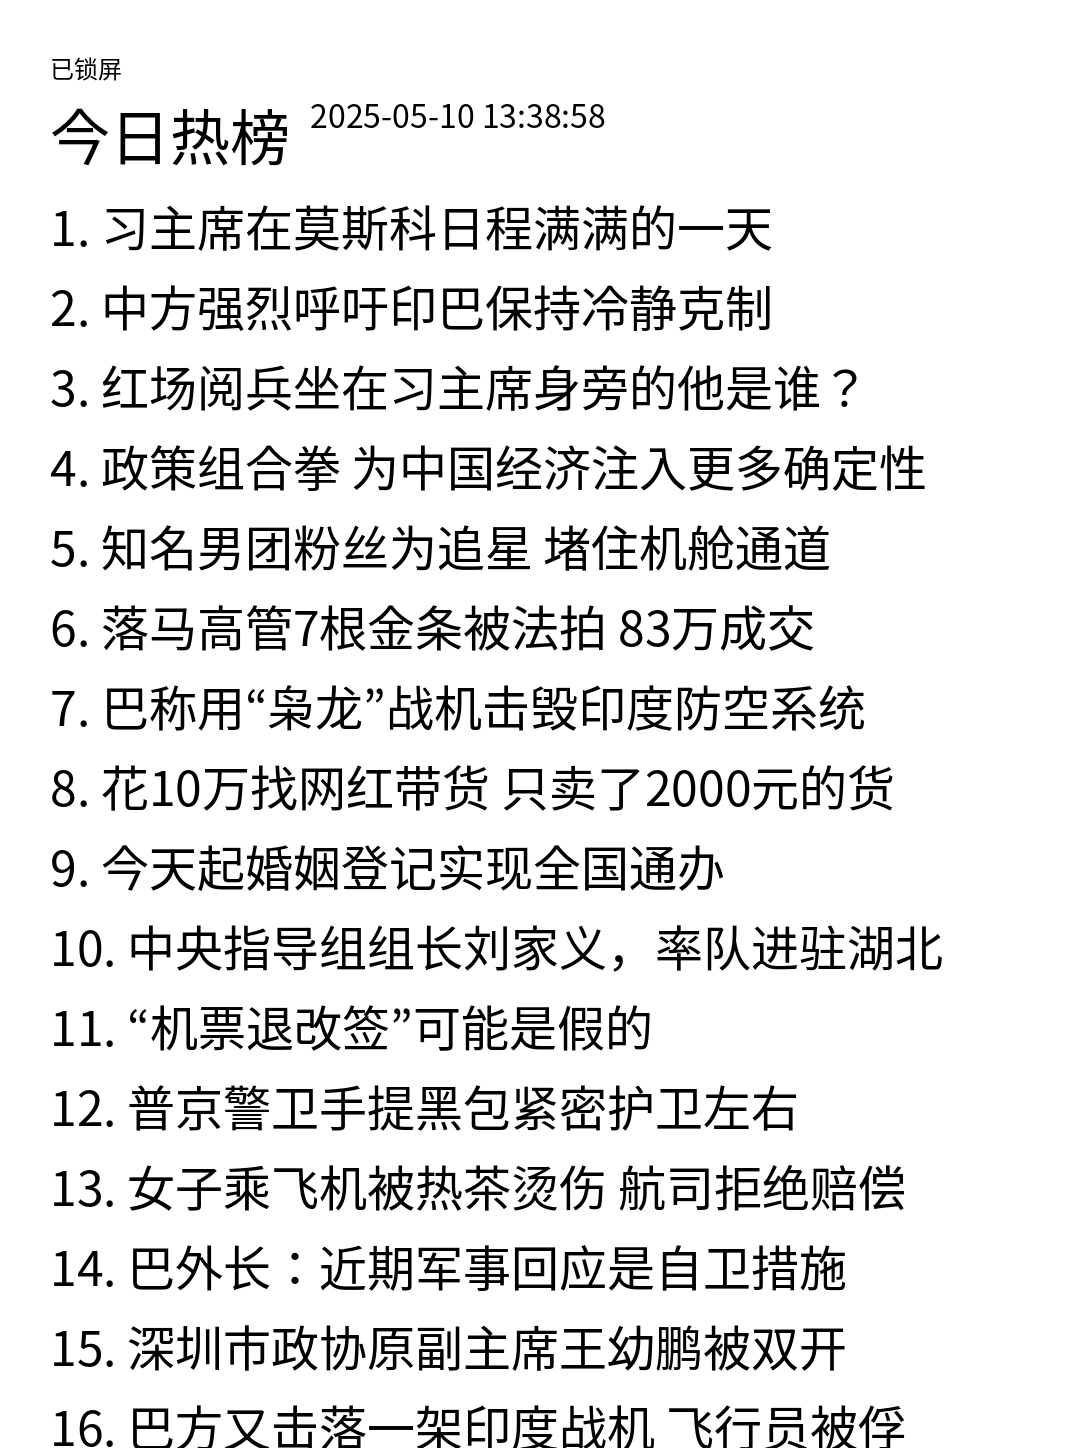 已锁屏
今日热榜 2025-05-10 13:38:58
1. 习主席在莫斯科日程满满的一天
2. 中方强烈呼吁印巴保持冷静克制
3. 红场阅兵坐在习主席身旁的他是谁？
4. 政策组合拳 为中国经济注入更多确定性
5. 知名男团粉丝为追星 堵住机舱通道
6. 落马高管7根金条被法拍 83万成交
7. 巴称用“枭龙”战机击毁印度防空系统
8. 花10万找网红带货 只卖了2000元的货
9. 今天起婚姻登记实现全国通办
10. 中央指导组组长刘家义，率队进驻湖北
11. “机票退改签”可能是假的
12. 普京警卫手提黑包紧密护卫左右
13. 女子乘飞机被热茶烫伤 航司拒绝赔偿
14. 巴外长：近期军事回应是自卫措施
15. 深圳市政协原副主席王幼鹏被双开
16. 巴方又击落一架印度战机 飞行员被俘